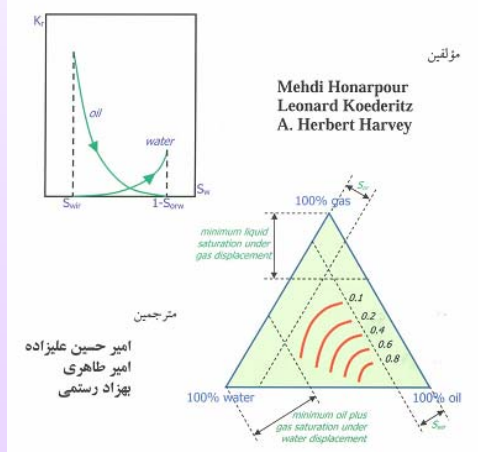 Kr
oil
water
Sw
Swir
1-Sorw
مؤلفین
Mehdi Honarpour
Leonard Koederitz
A. Herbert Harvey
100% gas
minimum liquid
saturation under
gas displacement
0.1
0.2
0.4
0.6
0.8
مترجمین
امیر حسین علیزاده
امیر طاهری
بهزاد رستمی
100% water
100% oil
minimum oil plus
gas saturation under
water displacement
Swr